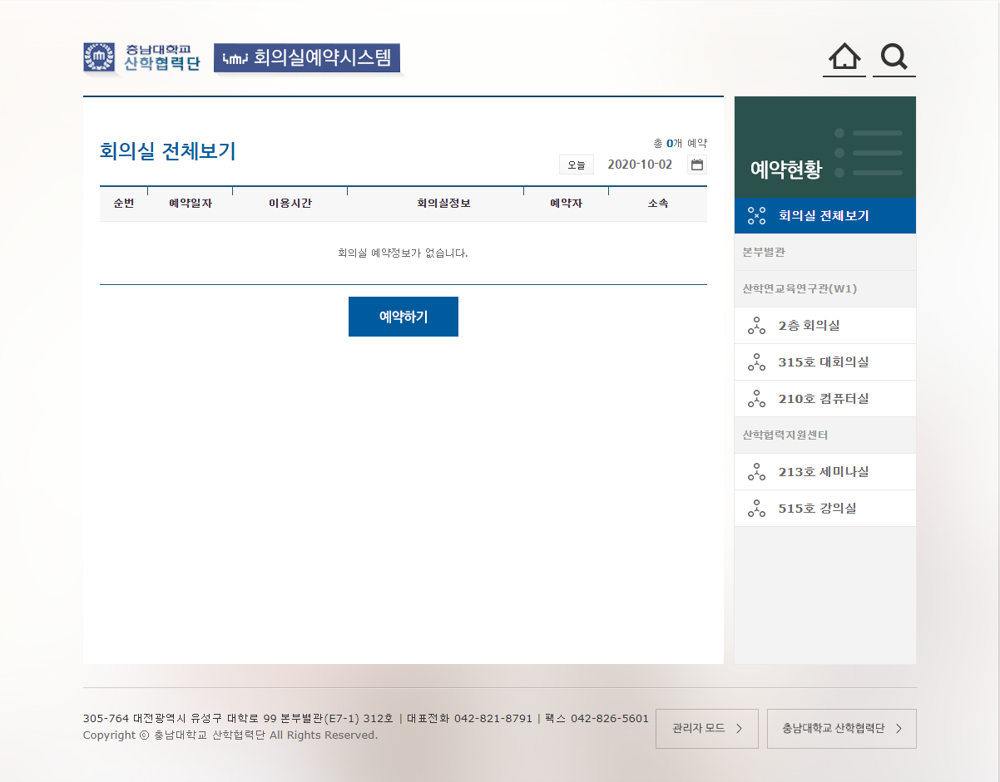 충남대학교
산학협력단
회의실예약시스템
회의실 전체보기
총 0개 예약
오늘 2020-10-02
순번 예약일자 이용시간 회의실정보 예약자 소속
회의실 예약정보가 없습니다.
예약하기
예약현황
회의실 전체보기
본부별관
산학연교육연구관(W1)
2층 회의실
315호 대회의실
210호 컴퓨터실
산학협력지원센터
213호 세미나실
515호 강의실
305-764 대전광역시 유성구 대학로 99 본부별관(E7-1) 312호 | 대표전화 042-821-8791 | 팩스 042-826-5601
Copyright ⓒ 충남대학교 산학협력단 All Rights Reserved.
관리자 모드
충남대학교 산학협력단